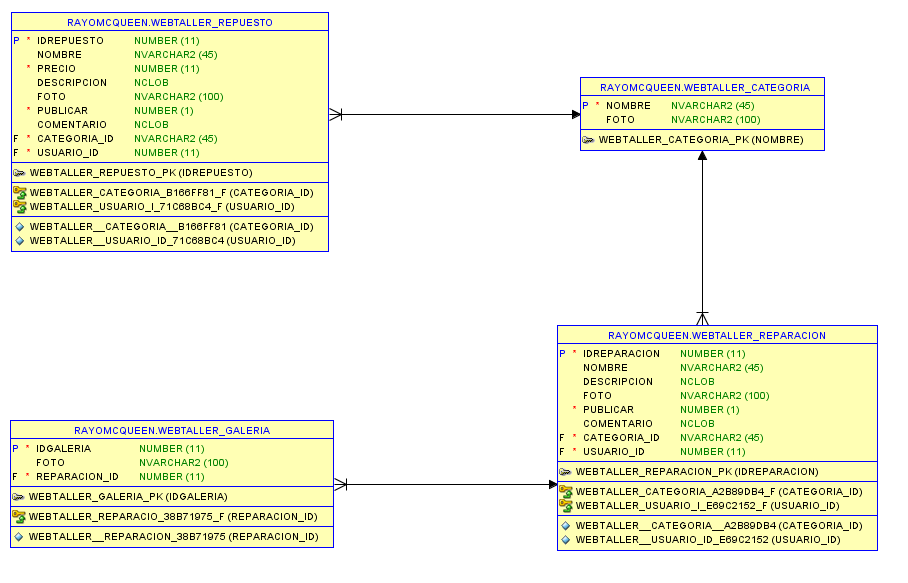 RAYOMCQUEEN.WEBTALLER_REPUESTO
P * IDREPUESTO NUMBER (11)
NOMBRE NVARCHAR2 (45)
* PRECIO NUMBER (11)
DESCRIPCION NCLOB
FOTO NVARCHAR2 (100)
* PUBLICAR NUMBER (1)
COMENTARIO NCLOB
F * CATEGORIA_ID NVARCHAR2 (45)
F * USUARIO_ID NUMBER (11)
WEBTALLER_REPUESTO_PK (IDREPUESTO)
WEBTALLER_CATEGORIA_B166FF81_F (CATEGORIA_ID)
WEBTALLER_USUARIO_I_71C68BC4_F (USUARIO_ID)
WEBTALLER__CATEGORIA__B166FF81 (CATEGORIA_ID)
WEBTALLER__USUARIO_ID_71C68BC4 (USUARIO_ID)
RAYOMCQUEEN.WEBTALLER_CATEGORIA
P * NOMBRE NVARCHAR2 (45)
FOTO NVARCHAR2 (100)
WEBTALLER_CATEGORIA_PK (NOMBRE)
RAYOMCQUEEN.WEBTALLER_REPARACION
P * IDREPARACION NUMBER (11)
NOMBRE NVARCHAR2 (45)
DESCRIPCION NCLOB
FOTO NVARCHAR2 (100)
* PUBLICAR NUMBER (1)
COMENTARIO NCLOB
F * CATEGORIA_ID NVARCHAR2 (45)
F * USUARIO_ID NUMBER (11)
WEBTALLER_REPARACION_PK (IDREPARACION)
WEBTALLER_CATEGORIA_A2B89DB4_F (CATEGORIA_ID)
WEBTALLER_USUARIO_I_E69C2152_F (USUARIO_ID)
WEBTALLER__CATEGORIA__A2B89DB4 (CATEGORIA_ID)
WEBTALLER__USUARIO_ID_E69C2152 (USUARIO_ID)
RAYOMCQUEEN.WEBTALLER_GALERIA
P * IDGALERIA NUMBER (11)
FOTO NVARCHAR2 (100)
F * REPARACION_ID NUMBER (11)
WEBTALLER_GALERIA_PK (IDGALERIA)
WEBTALLER_REPARACIO_38B71975_F (REPARACION_ID)
WEBTALLER__REPARACION_38B71975 (REPARACION_ID)